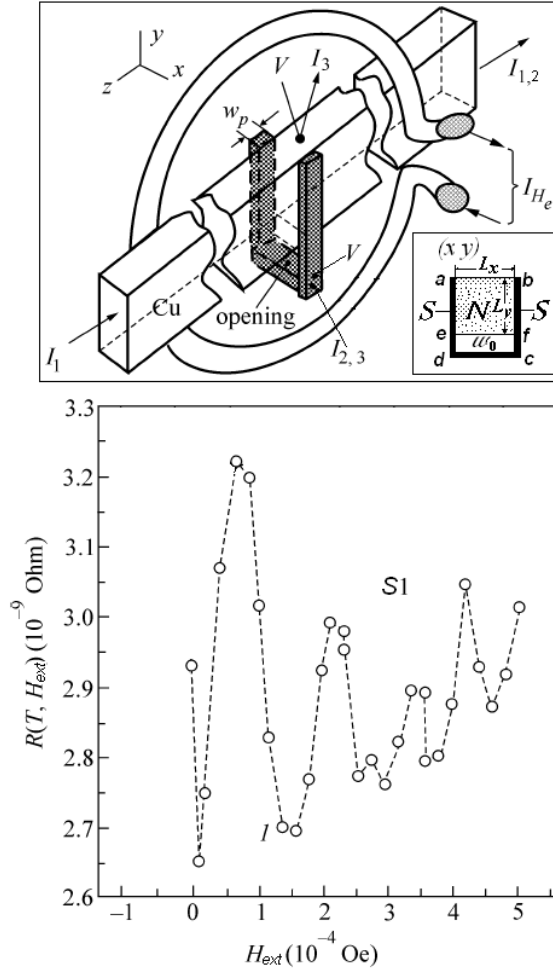 y
x
z
V
I3
I1,2
wp
IHe
Cu
opening
V
I2, 3
I1
(x y)
Lx
a b
S N Ly S
e w0 f
d c
3.3
3.2
3.1
3.0
2.9
2.8
2.7
2.6
R(T, Hext) (10–9 Ohm)
S1
1
–1 0 1 2 3 4 5
Hext (10–4 Oe)